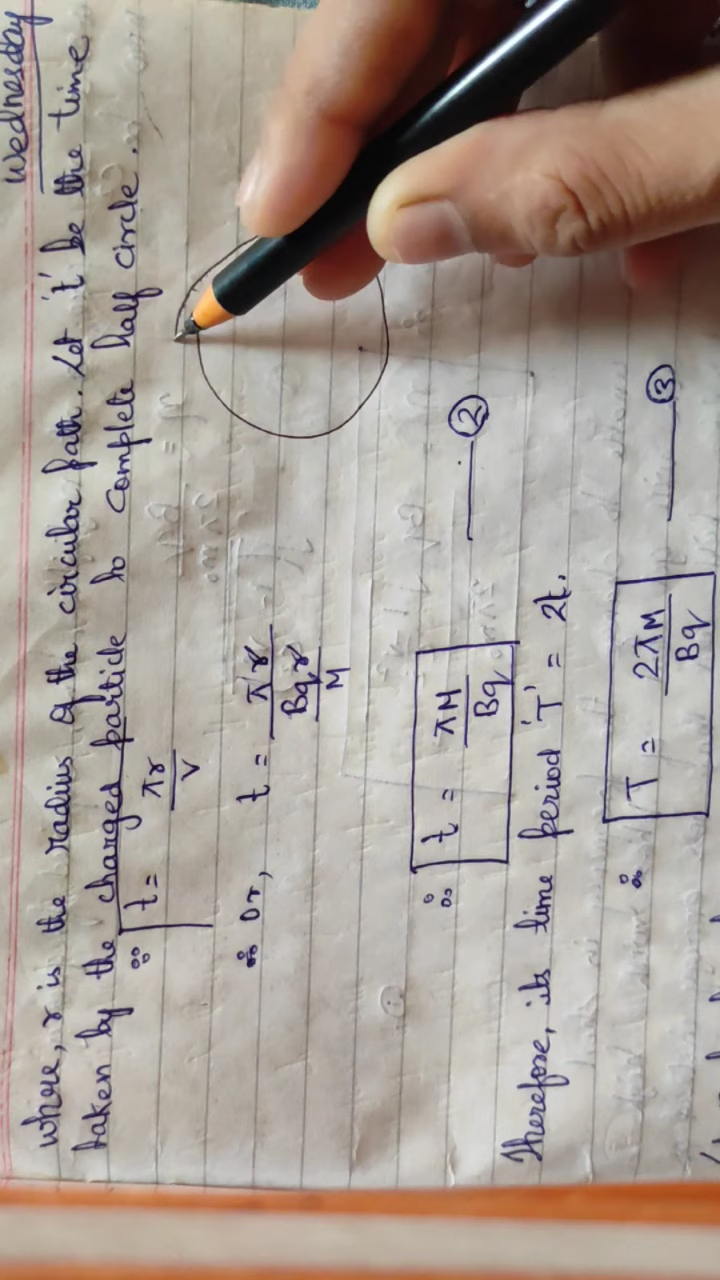 Wednesday
where, r is the radius of the circular path. Let 't' be the time
taken by the charged particle to complete half circle.
∴ t = πr/V
∴ Or, t = πr/(Bqr/M)
∴ t = πM/Bq ——— ②
Therefore, its time period 'T' = 2t.
∴ T = 2πM/Bq ——— ③